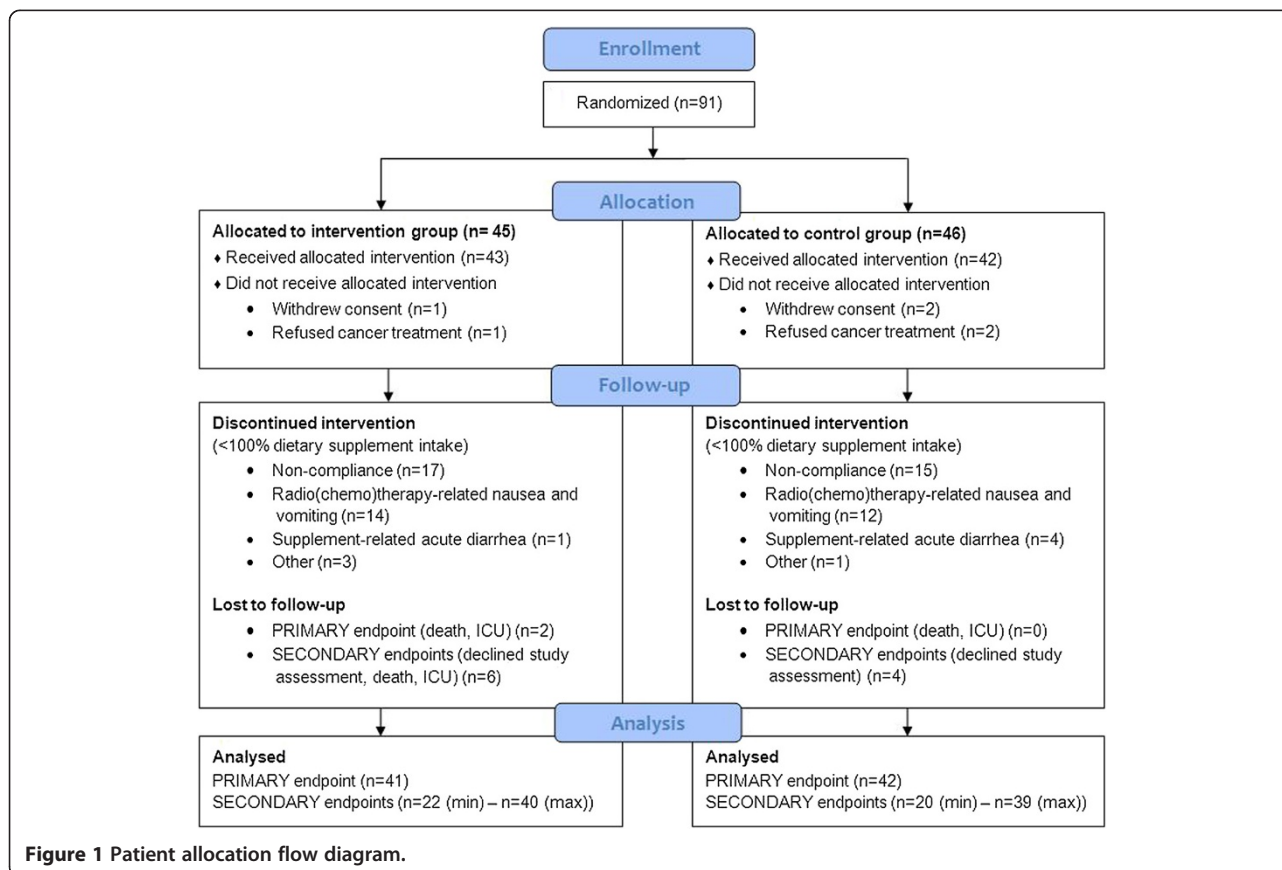 Enrollment
Randomized (n=91)
Allocation
Allocated to intervention group (n= 45)
♦ Received allocated intervention (n=43)
♦ Did not receive allocated intervention
• Withdrew consent (n=1)
• Refused cancer treatment (n=1)
Allocated to control group (n=46)
♦ Received allocated intervention (n=42)
♦ Did not receive allocated intervention
• Withdrew consent (n=2)
• Refused cancer treatment (n=2)
Follow-up
Discontinued intervention
(<100% dietary supplement intake)
• Non-compliance (n=17)
• Radio(chemo)therapy-related nausea and
vomiting (n=14)
• Supplement-related acute diarrhea (n=1)
• Other (n=3)
Lost to follow-up
• PRIMARY endpoint (death, ICU) (n=2)
• SECONDARY endpoints (declined study
assessment, death, ICU) (n=6)
Discontinued intervention
(<100% dietary supplement intake)
• Non-compliance (n=15)
• Radio(chemo)therapy-related nausea and
vomiting (n=12)
• Supplement-related acute diarrhea (n=4)
• Other (n=1)
Lost to follow-up
• PRIMARY endpoint (death, ICU) (n=0)
• SECONDARY endpoints (declined study
assessment) (n=4)
Analysis
Analysed
PRIMARY endpoint (n=41)
SECONDARY endpoints (n=22 (min) – n=40 (max))
Analysed
PRIMARY endpoint (n=42)
SECONDARY endpoints (n=20 (min) – n=39 (max))
Figure 1 Patient allocation flow diagram.